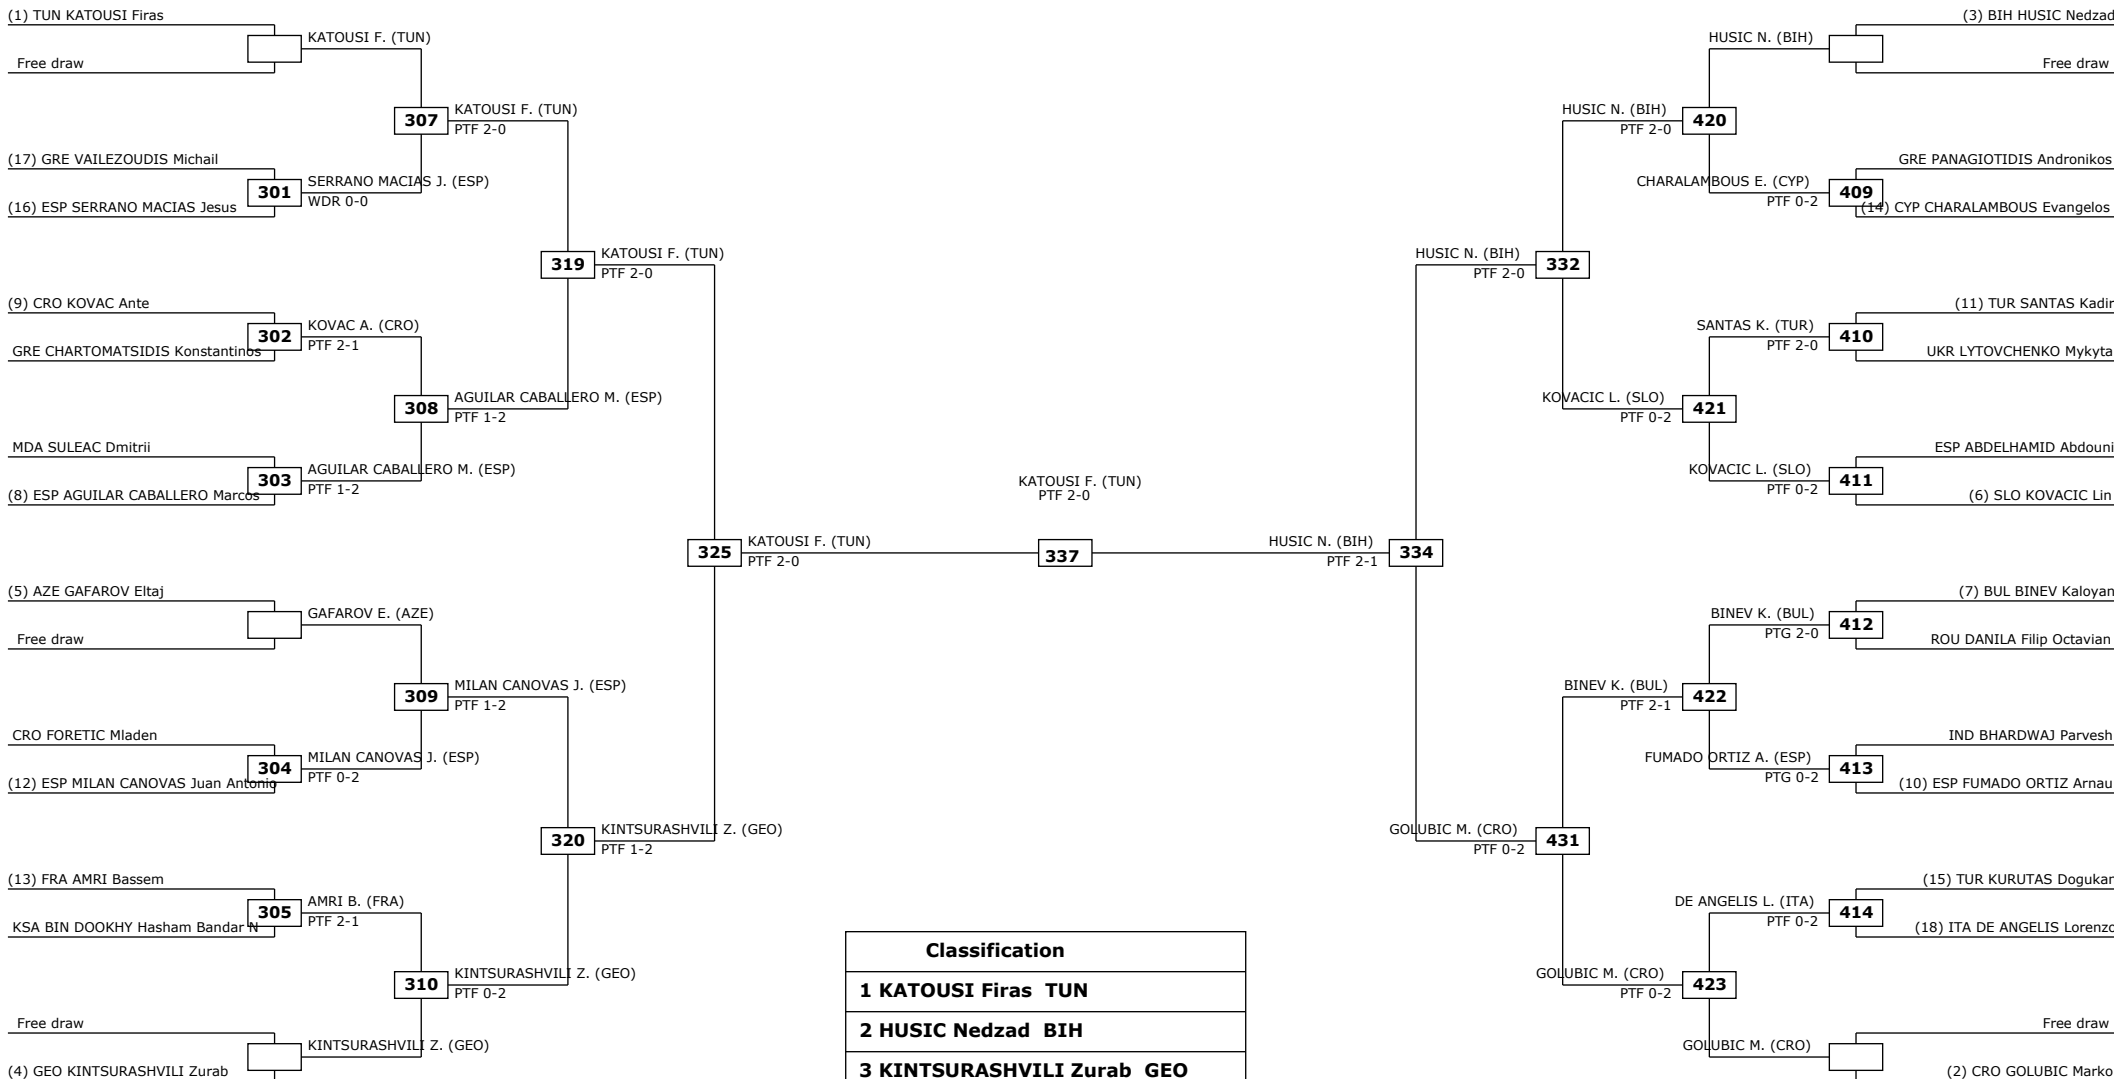 (1) TUN KATOUSI Firas
KATOUSI F. (TUN)
Free draw
307
KATOUSI F. (TUN)
PTF 2-0
(17) GRE VAILEZOUDIS Michail
301
SERRANO MACIAS J. (ESP)
WDR 0-0
(16) ESP SERRANO MACIAS Jesus
319
KATOUSI F. (TUN)
PTF 2-0
(9) CRO KOVAC Ante
302
KOVAC A. (CRO)
PTF 2-1
GRE CHARTOMATSIDIS Konstantinos
308
AGUILAR CABALLERO M. (ESP)
PTF 1-2
MDA SULEAC Dmitrii
303
AGUILAR CABALLERO M. (ESP)
PTF 1-2
(8) ESP AGUILAR CABALLERO Marcos
325
KATOUSI F. (TUN)
PTF 2-0
(5) AZE GAFAROV Eltaj
GAFAROV E. (AZE)
Free draw
309
MILAN CANOVAS J. (ESP)
PTF 1-2
CRO FORETIC Mladen
304
MILAN CANOVAS J. (ESP)
PTF 0-2
(12) ESP MILAN CANOVAS Juan Antonio
320
KINTSURASHVILI Z. (GEO)
PTF 1-2
(13) FRA AMRI Bassem
305
AMRI B. (FRA)
PTF 2-1
KSA BIN DOOKHY Hasham Bandar N
310
KINTSURASHVILI Z. (GEO)
PTF 0-2
Free draw
KINTSURASHVILI Z. (GEO)
(4) GEO KINTSURASHVILI Zurab
KATOUSI F. (TUN)
PTF 2-0
337
Classification
1 KATOUSI Firas TUN
2 HUSIC Nedzad BIH
3 KINTSURASHVILI Zurab GEO
(3) BIH HUSIC Nedzad
HUSIC N. (BIH)
Free draw
HUSIC N. (BIH)
PTF 2-0
420
GRE PANAGIOTIDIS Andronikos
CHARALAMBOUS E. (CYP)
PTF 0-2
409
(14) CYP CHARALAMBOUS Evangelos
HUSIC N. (BIH)
PTF 2-0
332
(11) TUR SANTAS Kadir
SANTAS K. (TUR)
PTF 2-0
410
UKR LYTOVCHENKO Mykyta
KOVACIC L. (SLO)
PTF 0-2
421
ESP ABDELHAMID Abdouni
KOVACIC L. (SLO)
PTF 0-2
411
(6) SLO KOVACIC Lin
HUSIC N. (BIH)
PTF 2-1
334
(7) BUL BINEV Kaloyan
BINEV K. (BUL)
PTG 2-0
412
ROU DANILA Filip Octavian
BINEV K. (BUL)
PTF 2-1
422
IND BHARDWAJ Parvesh
FUMADO ORTIZ A. (ESP)
PTG 0-2
413
(10) ESP FUMADO ORTIZ Arnau
GOLUBIC M. (CRO)
PTF 0-2
431
(15) TUR KURUTAS Dogukan
DE ANGELIS L. (ITA)
PTF 0-2
414
(18) ITA DE ANGELIS Lorenzo
GOLUBIC M. (CRO)
PTF 0-2
423
Free draw
GOLUBIC M. (CRO)
(2) CRO GOLUBIC Marko